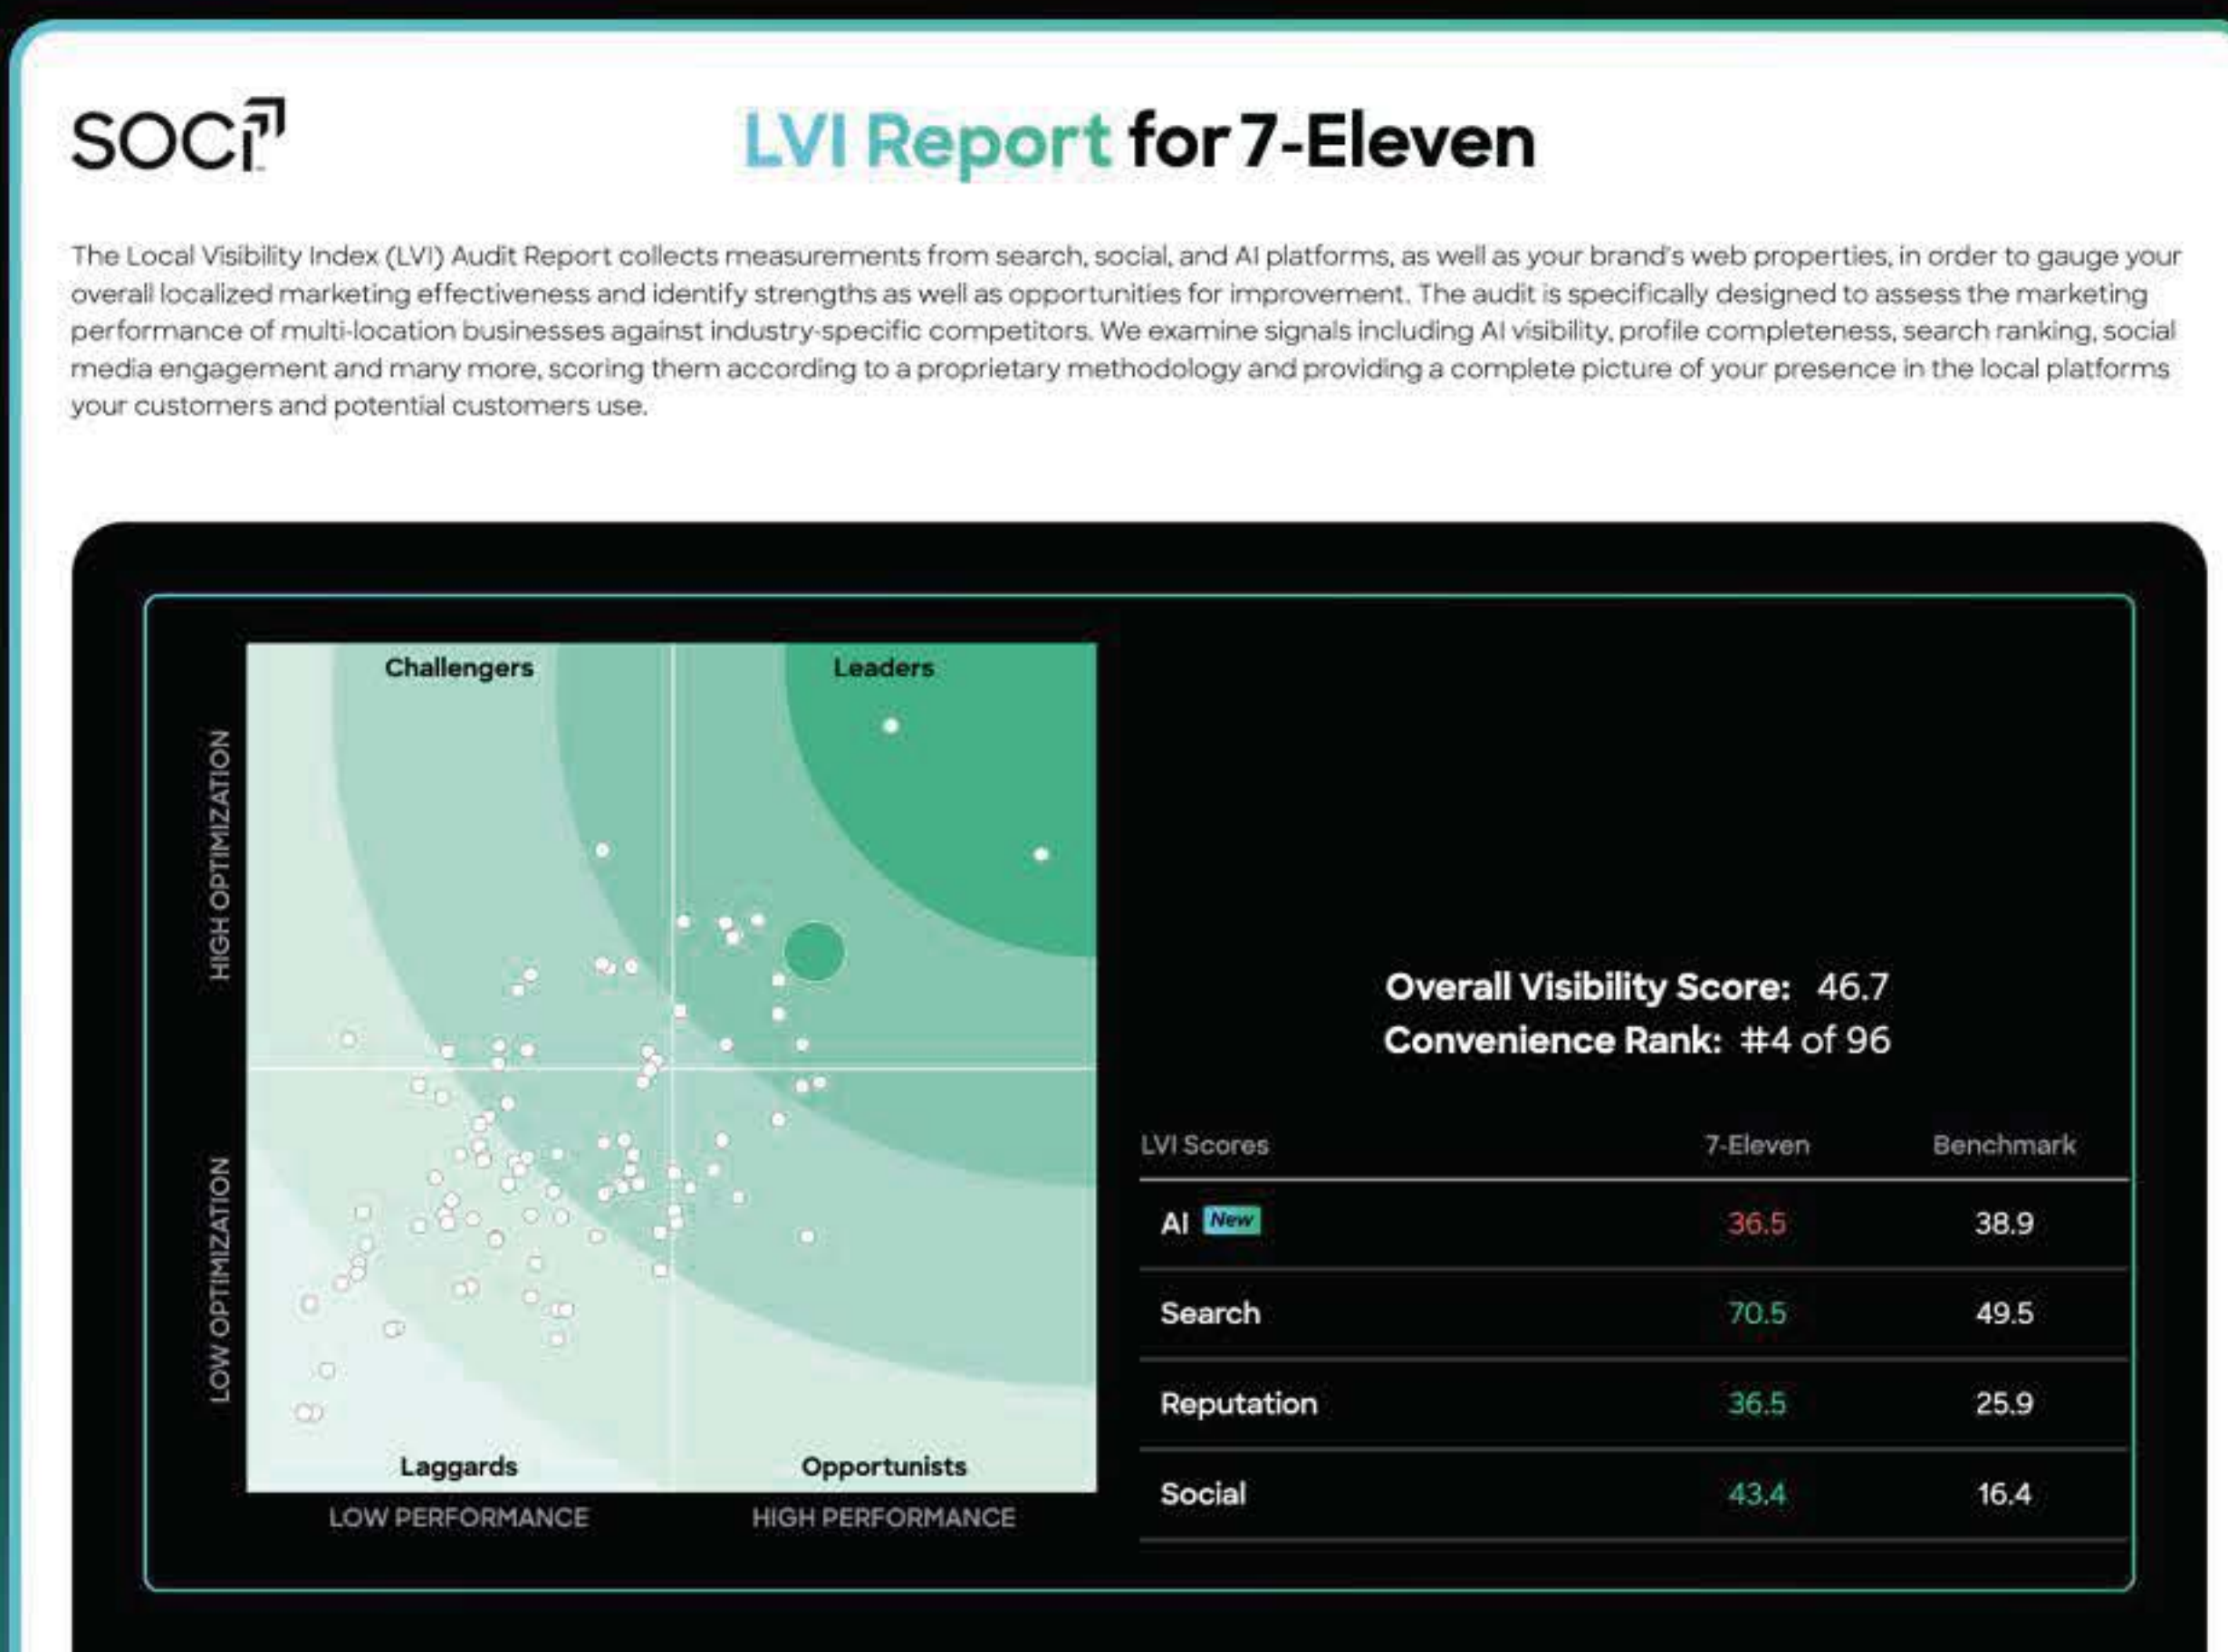 SOCi
LVI Report for 7-Eleven
The Local Visibility Index (LVI) Audit Report collects measurements from search, social, and AI platforms, as well as your brand's web properties, in order to gauge your
overall localized marketing effectiveness and identify strengths as well as opportunities for improvement. The audit is specifically designed to assess the marketing
performance of multi-location businesses against industry-specific competitors. We examine signals including AI visibility, profile completeness, search ranking, social
media engagement and many more, scoring them according to a proprietary methodology and providing a complete picture of your presence in the local platforms
your customers and potential customers use.
Challengers
Leaders
HIGH OPTIMIZATION
LOW OPTIMIZATION
Laggards
Opportunists
LOW PERFORMANCE
HIGH PERFORMANCE
Overall Visibility Score: 46.7
Convenience Rank: #4 of 96
LVI Scores 7-Eleven Benchmark
AI New 36.5 38.9
Search 70.5 49.5
Reputation 36.5 25.9
Social 43.4 16.4